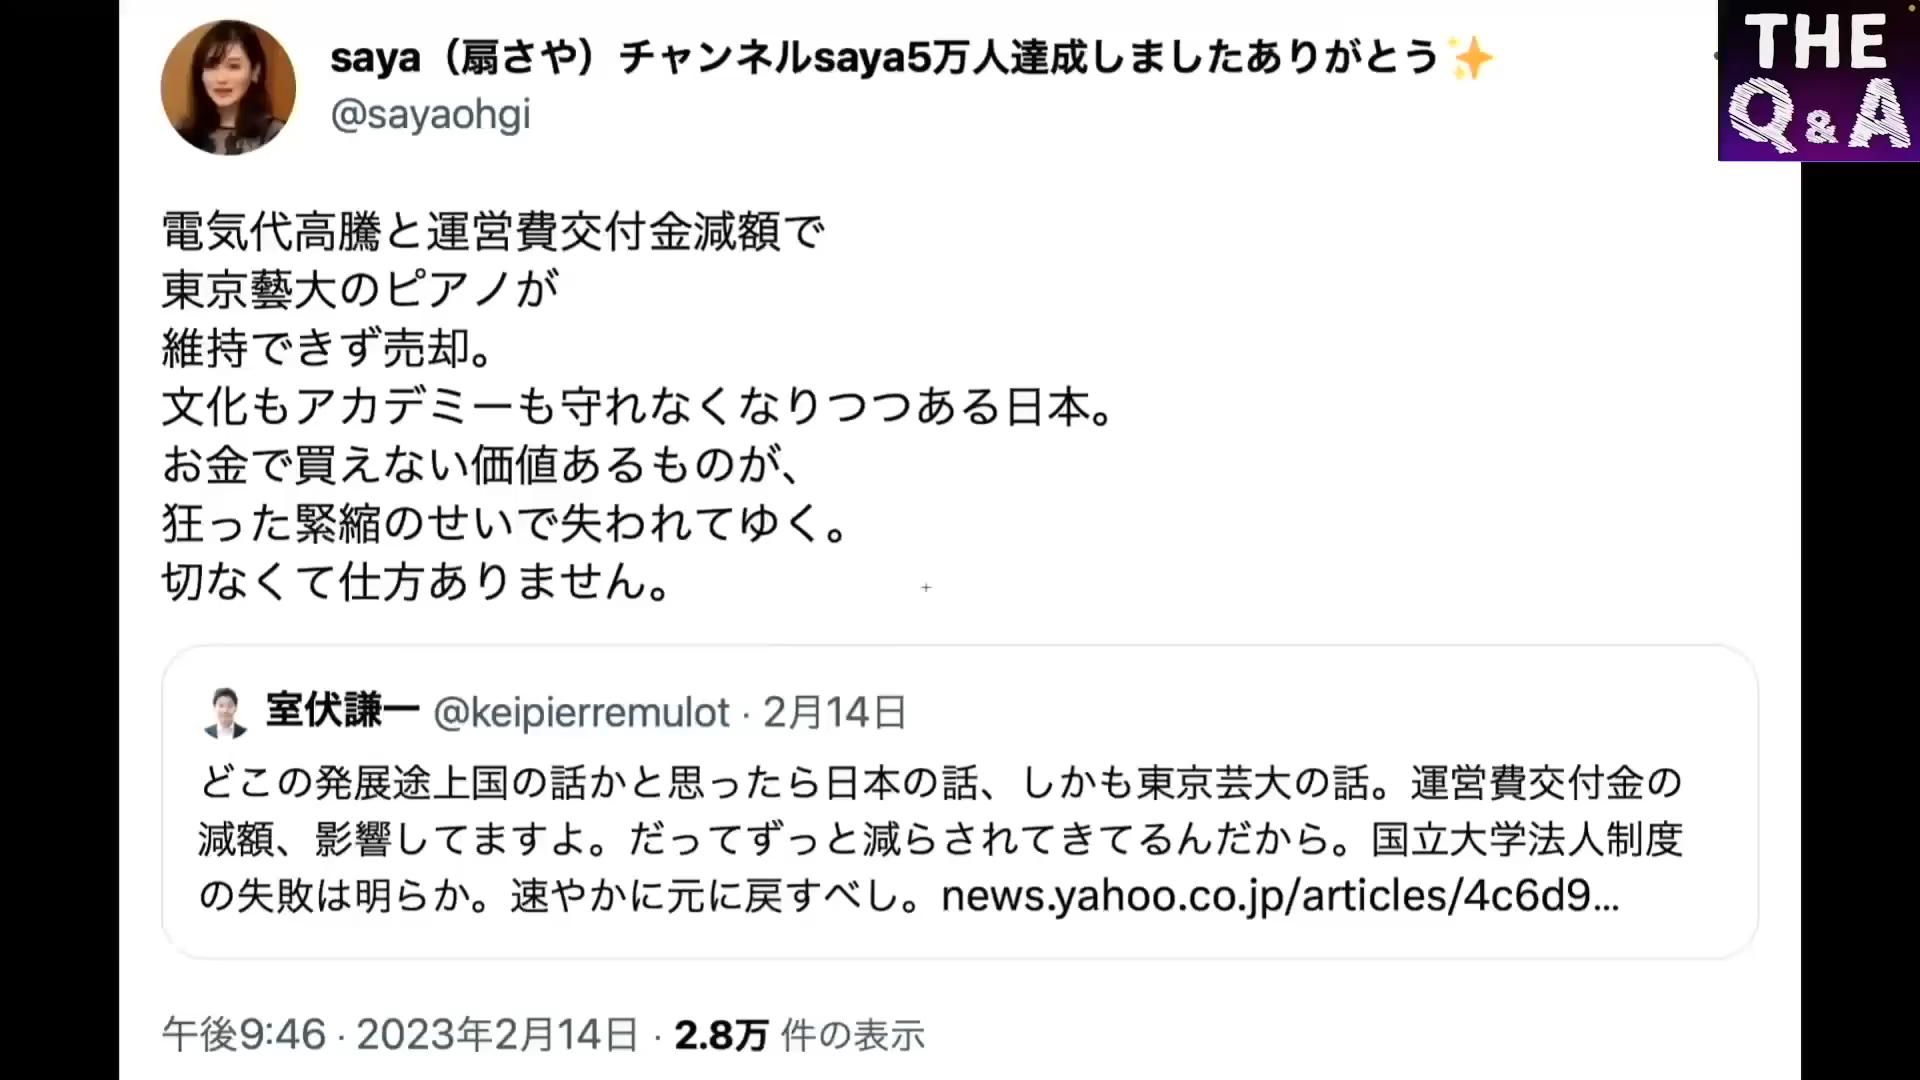 saya（扇さや）チャンネルsaya5万人達成しましたありがとう✨
@sayaohgi
THE
Q&A
電気代高騰と運営費交付金減額で
東京藝大のピアノが
維持できず売却。
文化もアカデミーも守れなくなりつつある日本。
お金で買えない価値あるものが、
狂った緊縮のせいで失われてゆく。
切なくて仕方ありません。
室伏謙一 @keipierremulot · 2月14日
どこの発展途上国の話かと思ったら日本の話、しかも東京芸大の話。運営費交付金の
減額、影響してますよ。だってずっと減らされてきてるんだから。国立大学法人制度
の失敗は明らか。速やかに元に戻すべし。news.yahoo.co.jp/articles/4c6d9...
午後9:46 · 2023年2月14日 · 2.8万 件の表示